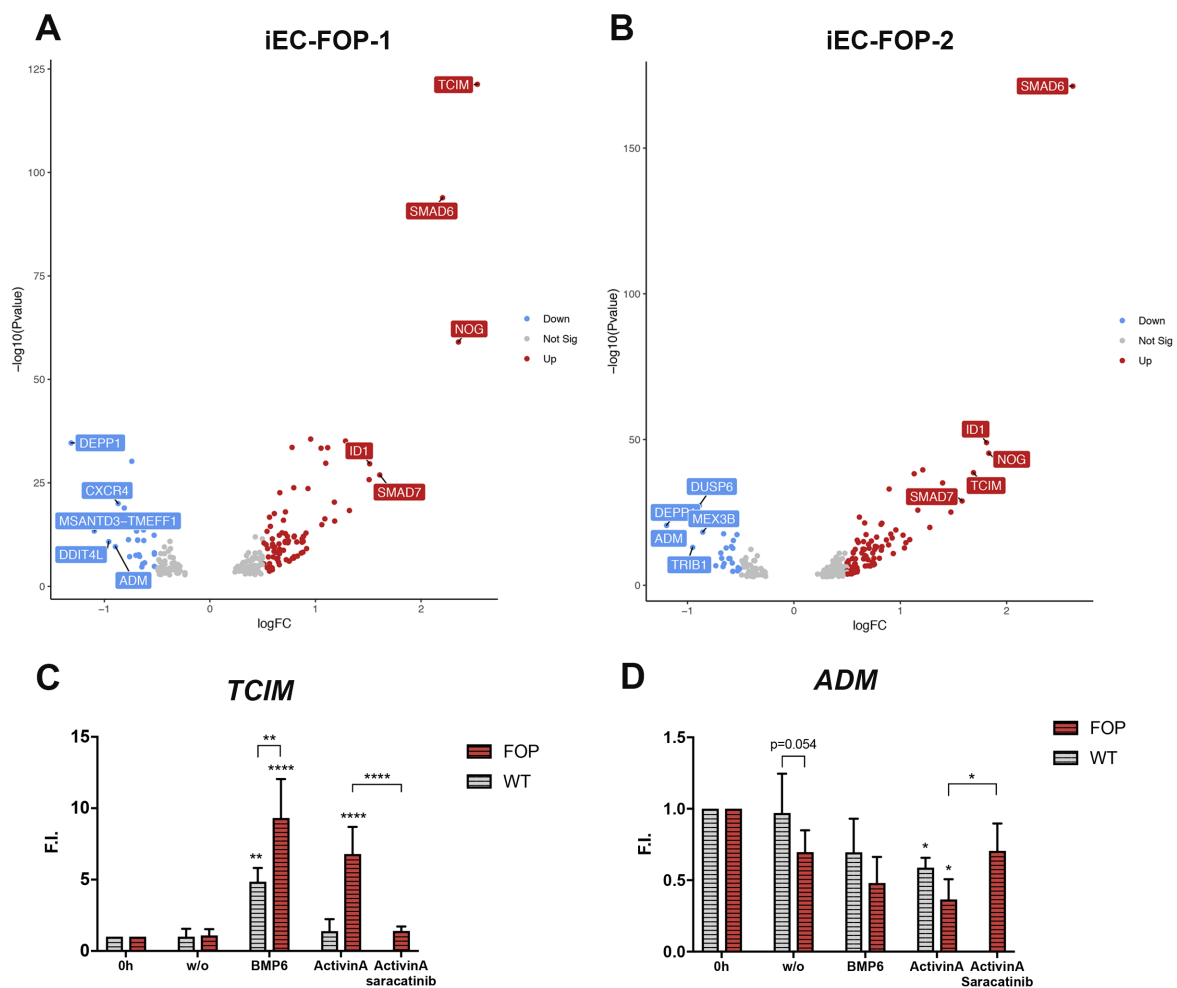 A
iEC-FOP-1
B
iEC-FOP-2
125
100
75
50
25
0
−log10(Pvalue)
TCIM
SMAD6
NOG
ID1
SMAD7
DEPP1
CXCR4
MSANTD3−TMEFF1
DDIT4L
ADM
−1
0
1
2
logFC
Down
Not Sig
Up
150
100
50
0
−log10(Pvalue)
SMAD6
ID1
NOG
TCIM
SMAD7
DUSP6
DEPP
MEX3B
ADM
TRIB1
−1
0
1
2
logFC
Down
Not Sig
Up
C
TCIM
15
10
5
0
F.I.
**
****
**
****
****
0h
w/o
BMP6
ActivinA
ActivinA
saracatinib
FOP
WT
D
ADM
1.5
1.0
0.5
0.0
F.I.
p=0.054
*
*
*
0h
w/o
BMP6
ActivinA
ActivinA
Saracatinib
FOP
WT